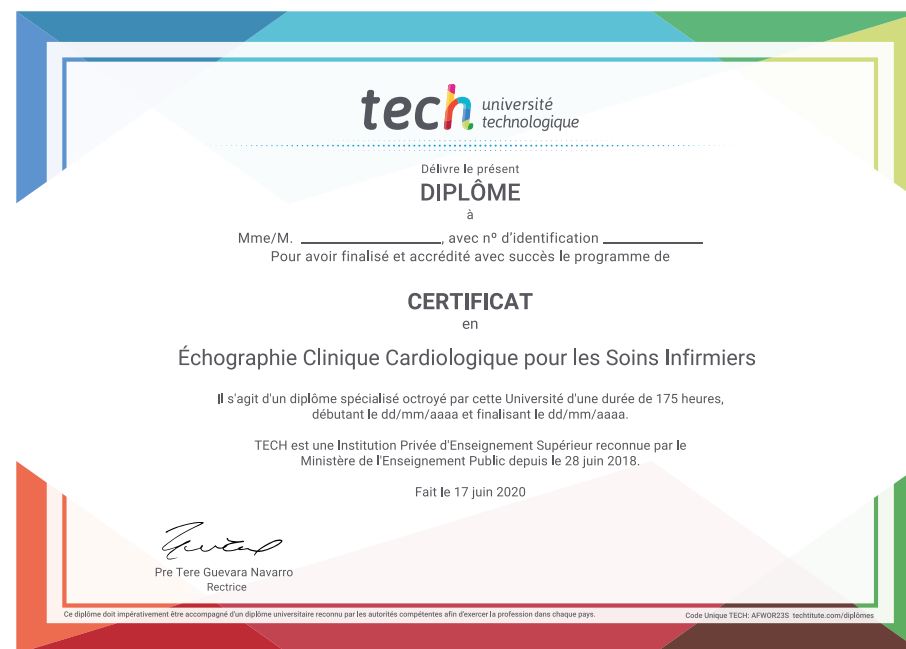 tech université
technologique
Délivre le présent
DIPLÔME
à
Mme/M. ____________________, avec nº d'identification ______________
Pour avoir finalisé et accrédité avec succès le programme de
CERTIFICAT
en
Échographie Clinique Cardiologique pour les Soins Infirmiers
Il s'agit d'un diplôme spécialisé octroyé par cette Université d'une durée de 175 heures,
débutant le dd/mm/aaaa et finalisant le dd/mm/aaaa.
TECH est une Institution Privée d'Enseignement Supérieur reconnue par le
Ministère de l'Enseignement Public depuis le 28 juin 2018.
Fait le 17 juin 2020
Pre Tere Guevara Navarro
Rectrice
Ce diplôme doit impérativement être accompagné d'un diplôme universitaire reconnu par les autorités compétentes afin d'exercer la profession dans chaque pays.
Code Unique TECH: AFWOR23S techtitute.com/diplômes